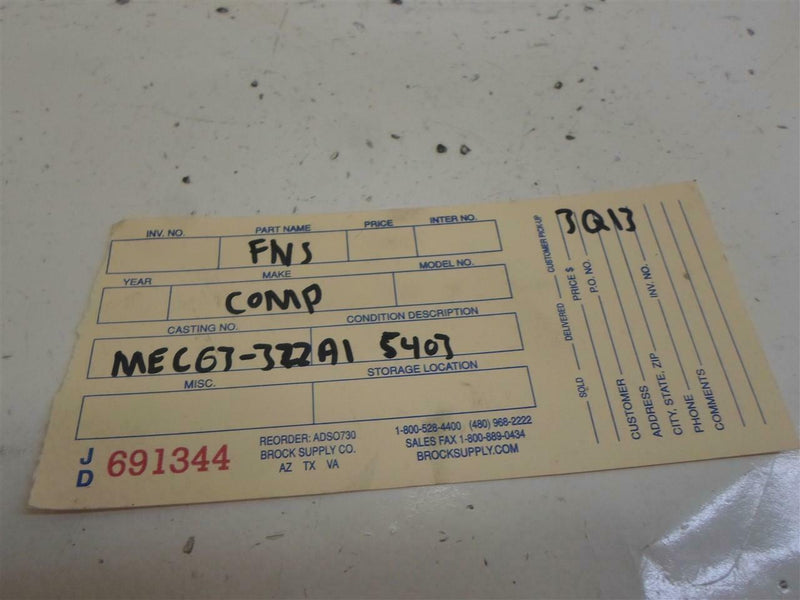 INV. NO. PART NAME PRICE INTER NO.
FNS
YEAR MAKE MODEL NO.
COMP
CASTING NO. CONDITION DESCRIPTION
MEC63-322A1 5403
MISC. STORAGE LOCATION
JD 691344
REORDER: ADSO730
BROCK SUPPLY CO.
AZ TX VA
1-800-528-4400 (480) 968-2222
SALES FAX 1-800-889-0434
BROCKSUPPLY.COM
3Q13
SOLD DELIVERED CUSTOMER PICK-UP
PRICE $
P.O. NO.
CUSTOMER
ADDRESS
CITY, STATE, ZIP INV. NO.
PHONE
COMMENTS